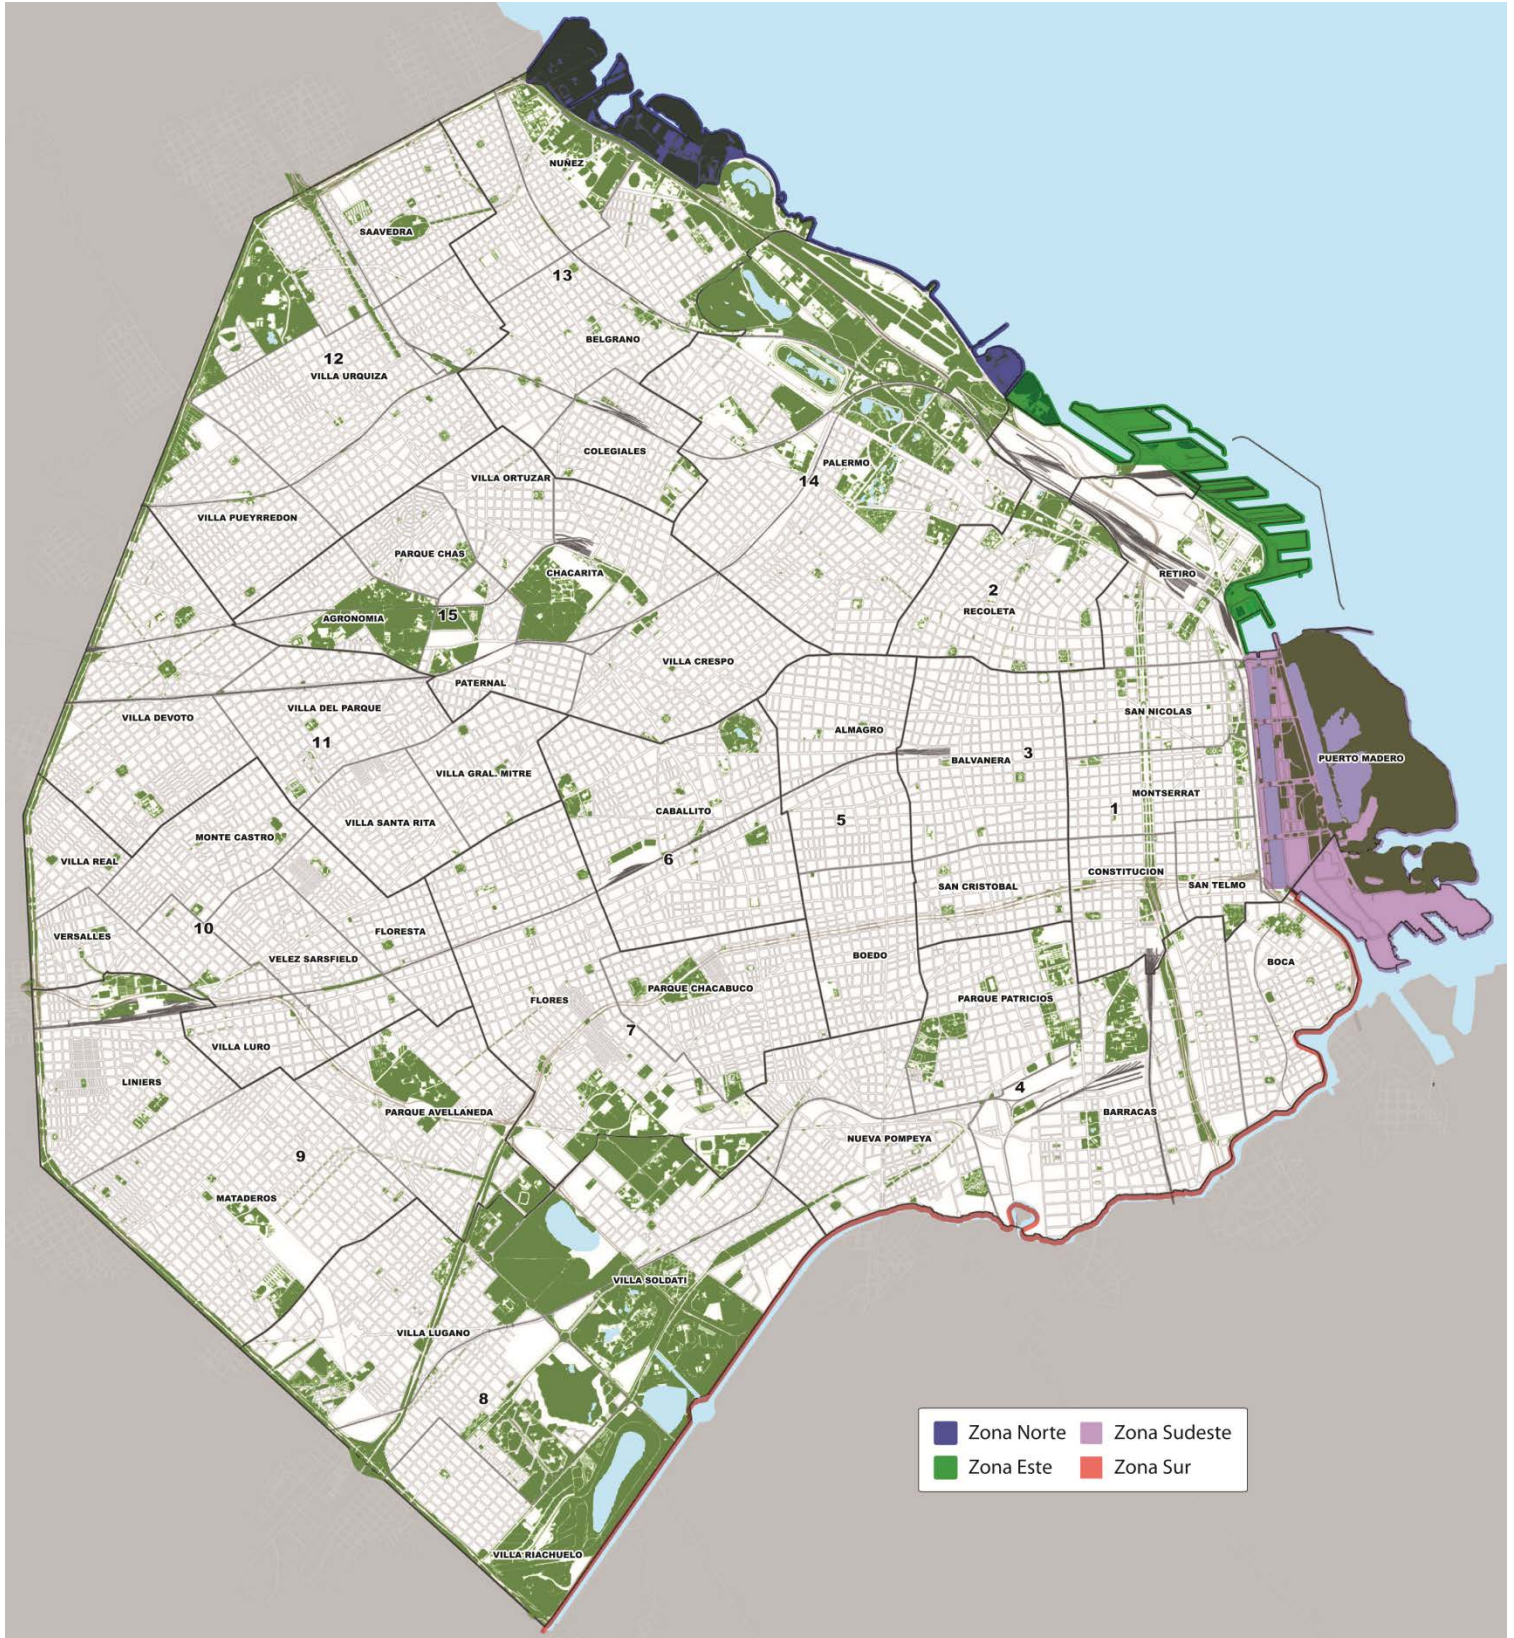 NUÑEZ
SAAVEDRA
13
BELGRANO
12
VILLA URQUIZA
COLEGIALES
PALERMO
VILLA ORTUZAR
14
VILLA PUEYRREDON
PARQUE CHAS
CHACARITA
RETIRO
2
RECOLETA
15
AGRONOMIA
VILLA CRESPO
PATERNAL
VILLA DEL PARQUE
SAN NICOLAS
VILLA DEVOTO
ALMAGRO
11
3
BALVANERA
PUERTO MADERO
VILLA GRAL. MITRE
MONTSERRAT
CABALLITO
1
5
VILLA SANTA RITA
MONTE CASTRO
6
VILLA REAL
CONSTITUCION
SAN CRISTOBAL
SAN TELMO
10
FLORESTA
VERSALLES
BOEDO
VELEZ SARSFIELD
BOCA
PARQUE CHACABUCO
PARQUE PATRICIOS
FLORES
7
VILLA LURO
LINIERS
4
PARQUE AVELLANEDA
BARRACAS
NUEVA POMPEYA
9
MATADEROS
VILLA SOLDATI
VILLA LUGANO
8
Zona Norte
Zona Sudeste
Zona Este
Zona Sur
VILLA RIACHUELO